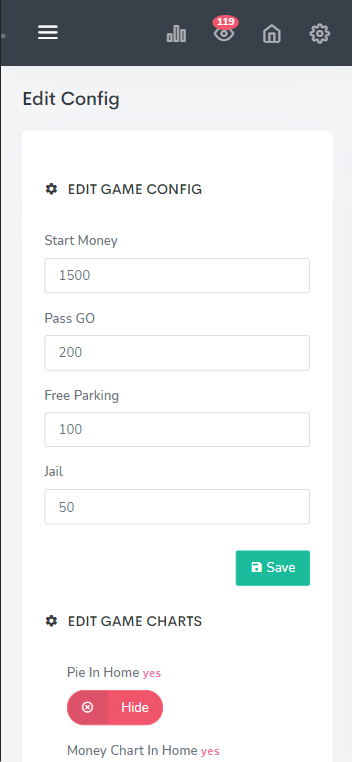 119
Edit Config
EDIT GAME CONFIG
Start Money
1500
Pass GO
200
Free Parking
100
Jail
50
Save
EDIT GAME CHARTS
Pie In Home yes
Hide
Money Chart In Home yes